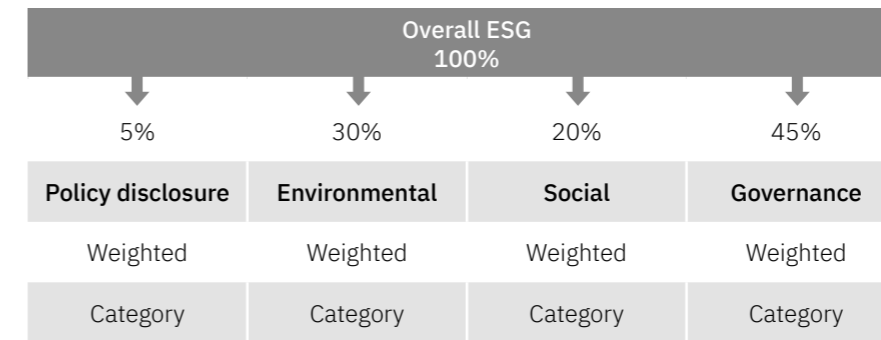 Overall ESG
100%
5% 30% 20% 45%
Policy disclosure Environmental Social Governance
Weighted Weighted Weighted Weighted
Category Category Category Category